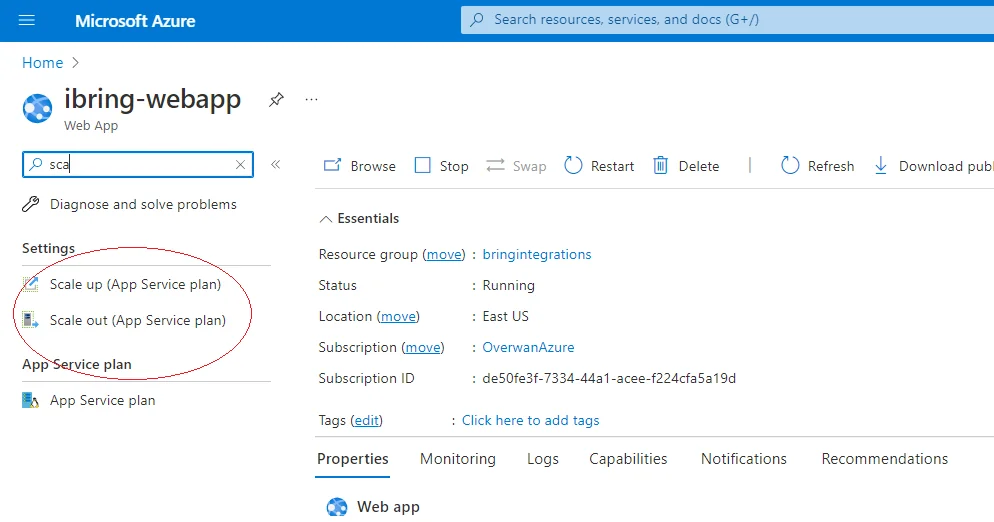 Microsoft Azure
Search resources, services, and docs (G+/)
Home >
ibring-webapp
Web App
sca
Diagnose and solve problems
Settings
Scale up (App Service plan)
Scale out (App Service plan)
App Service plan
App Service plan
Browse Stop Swap Restart Delete Refresh Download publ
Essentials
Resource group (move) : bringintegrations
Status : Running
Location (move) : East US
Subscription (move) : OverwanAzure
Subscription ID : de50fe3f-7334-44a1-acee-f224cfa5a19d
Tags (edit) : Click here to add tags
Properties Monitoring Logs Capabilities Notifications Recommendations
Web app